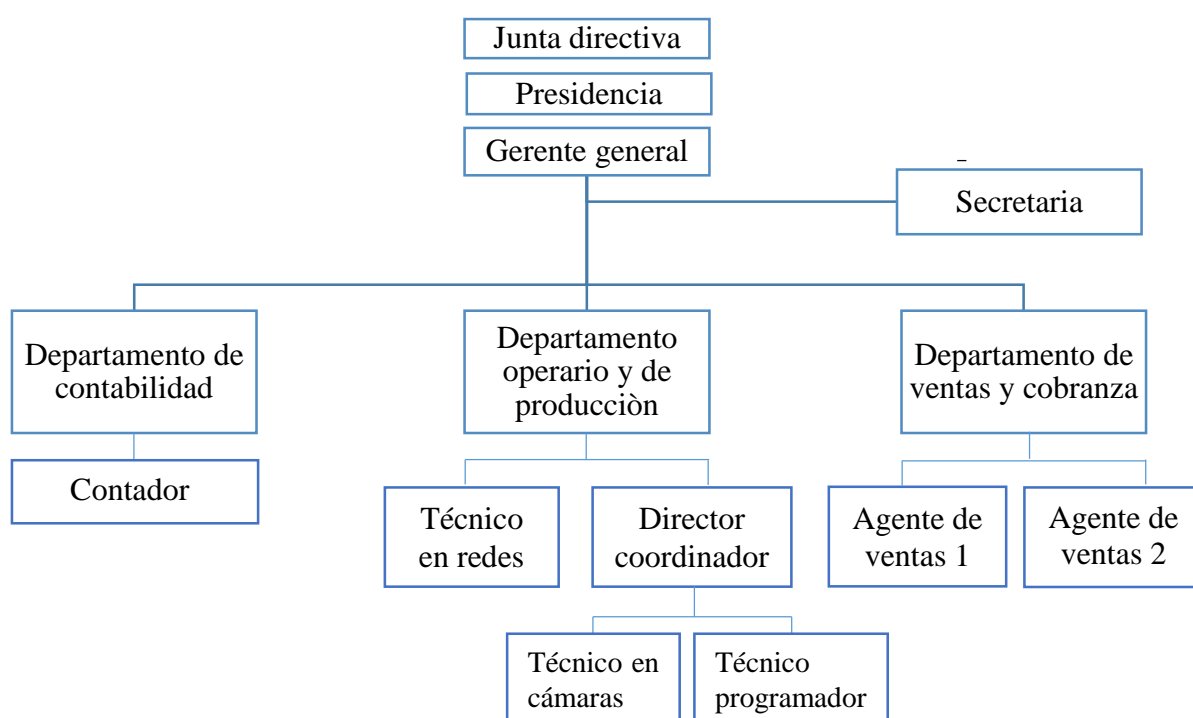 Junta directiva
Presidencia
Gerente general
Secretaria
Departamento de
contabilidad
Departamento
operario y de
producciòn
Departamento de
ventas y cobranza
Contador
Técnico
en redes
Director
coordinador
Agente de
ventas 1
Agente de
ventas 2
Técnico en
cámaras
Técnico
programador